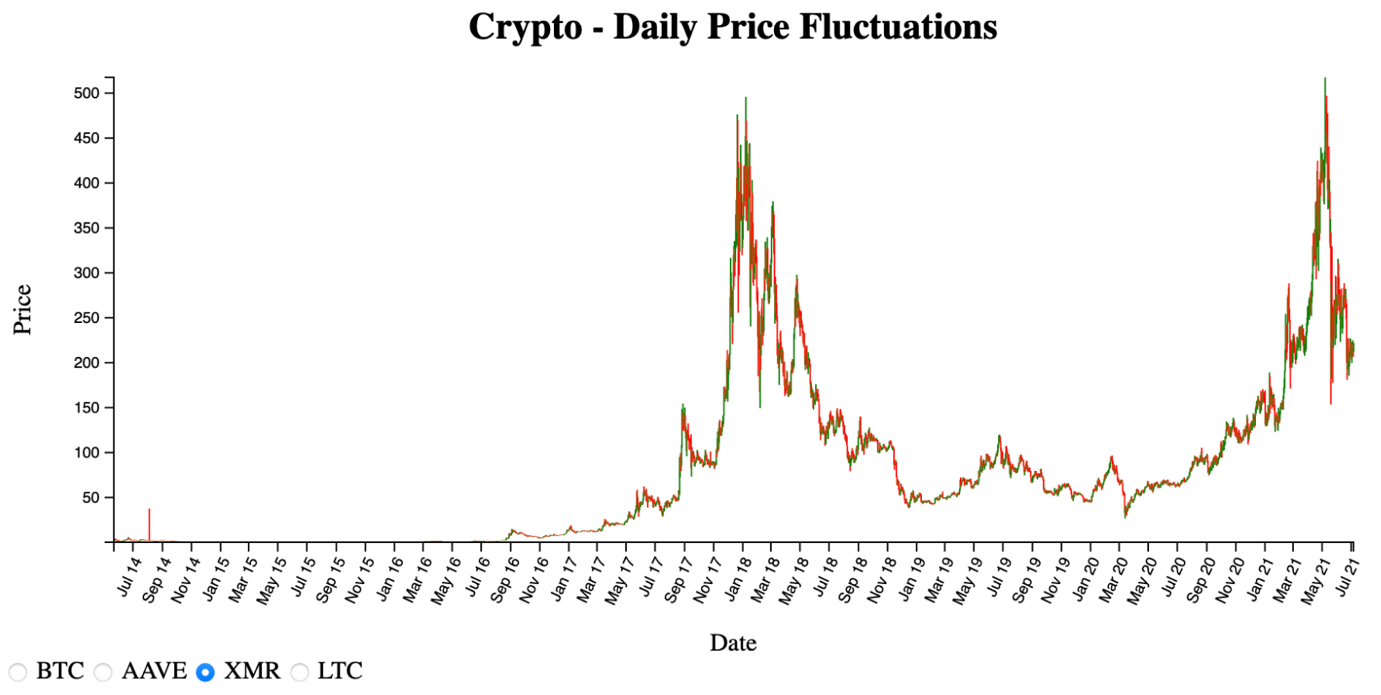 Crypto - Daily Price Fluctuations
500
450
400
350
300
250
200
150
100
50
Price
Jul 14
Sep 14
Nov 14
Jan 15
Mar 15
May 15
Jul 15
Sep 15
Nov 15
Jan 16
Mar 16
May 16
Jul 16
Sep 16
Nov 16
Jan 17
Mar 17
May 17
Jul 17
Sep 17
Nov 17
Jan 18
Mar 18
May 18
Jul 18
Sep 18
Nov 18
Jan 19
Mar 19
May 19
Jul 19
Sep 19
Nov 19
Jan 20
Mar 20
May 20
Jul 20
Sep 20
Nov 20
Jan 21
Mar 21
May 21
Jul 21
Date
BTC AAVE XMR LTC